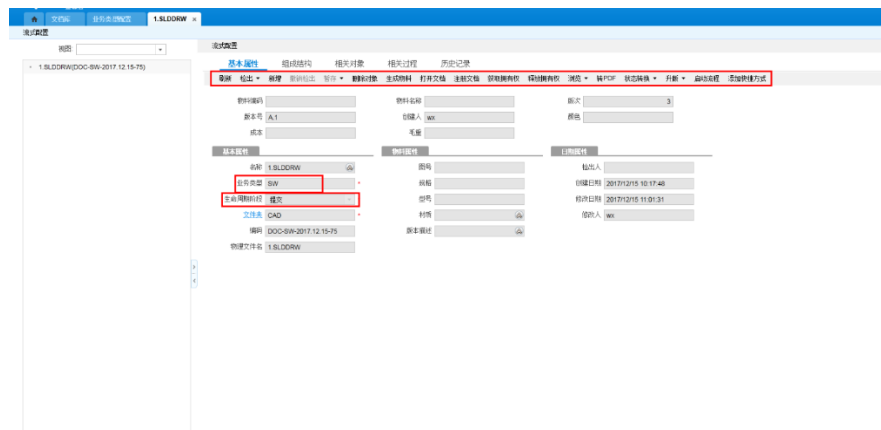 文档库 业务类型配置 1.SLDDRW ×
流式配置
视图
流式配置
1.SLDDRW(DOC-SW-2017.12.15-75)
基本属性 组成结构 相关对象 相关过程 历史记录
刷新 检出 新增 重新检出 暂存 删除对象 生成物料 打开文档 注册文档 获取拥有权 释放拥有权 浏览 转PDF 状态转换 升版 启动流程 添加快捷方式
物料编码 物料名称 版次 3
版本号 A.1 创建人 wx 颜色
成本 毛重
基本属性 物料属性 日期属性
名称 1.SLDDRW 图号 检出人
业务类型 SW * 规格 创建日期 2017/12/15 10:17:48
生命周期阶段 提交 型号 修改日期 2017/12/15 11:01:31
文件夹 CAD * 材质 修改人 wx
编码 DOC-SW-2017.12.15-75 版本描述
物理文件名 1.SLDDRW